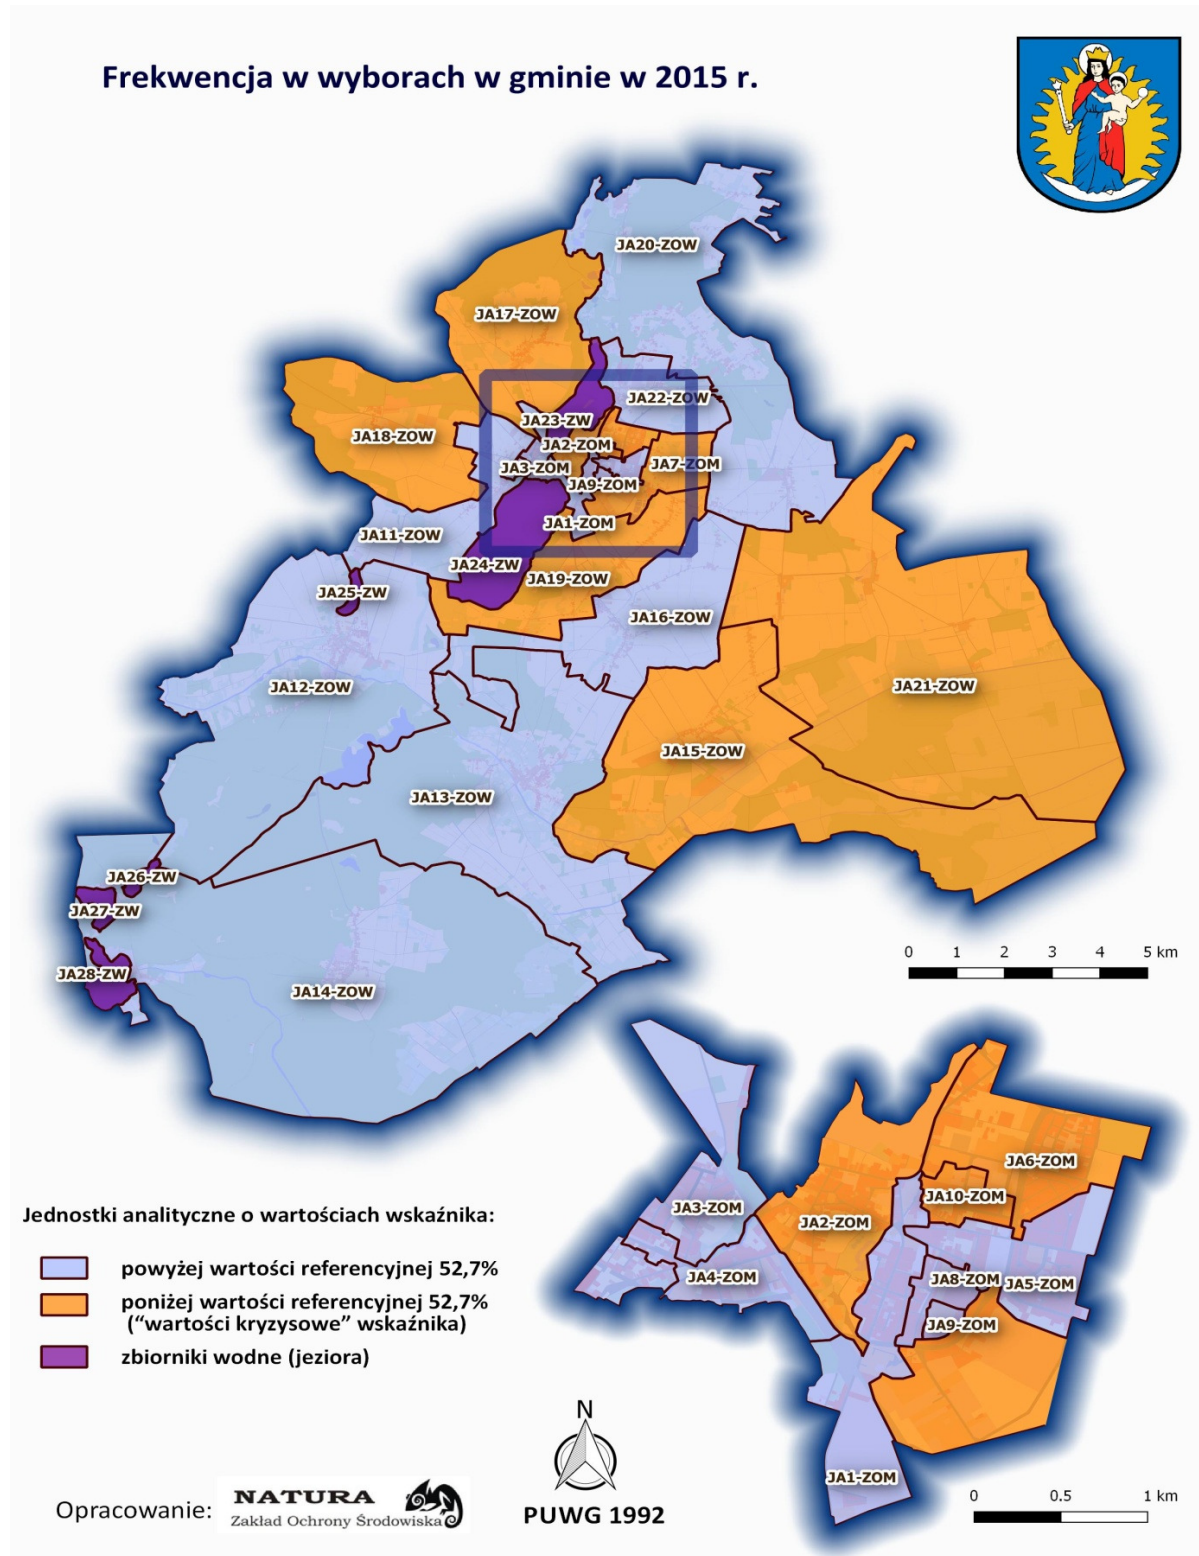 Frekwencja w wyborach w gminie w 2015 r.
JA20-ZOW
JA17-ZOW
JA22-ZOW
JA23-ZW
JA18-ZOW
JA2-ZOM
JA3-ZOM
JA7-ZOM
JA9-ZOM
JA1-ZOM
JA11-ZOW
JA24-ZW
JA19-ZOW
JA25-ZW
JA16-ZOW
JA12-ZOW
JA21-ZOW
JA15-ZOW
JA13-ZOW
JA26-ZW
JA27-ZW
JA28-ZW
JA14-ZOW
0 1 2 3 4 5 km
JA6-ZOM
JA10-ZOM
JA3-ZOM
JA2-ZOM
JA4-ZOM
JA8-ZOM
JA5-ZOM
JA9-ZOM
JA1-ZOM
Jednostki analityczne o wartościach wskaźnika:
powyżej wartości referencyjnej 52,7%
poniżej wartości referencyjnej 52,7%
(“wartości kryzysowe” wskaźnika)
zbiorniki wodne (jeziora)
N
PUWG 1992
0 0.5 1 km
Opracowanie:
NATURA
Zakład Ochrony Środowiska